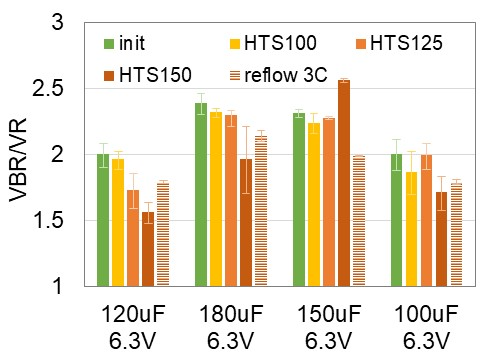 3
init HTS100 HTS125
HTS150 reflow 3C
2.5
2
1.5
1
VBR/VR
120uF 180uF 150uF 100uF
6.3V 6.3V 6.3V 6.3V